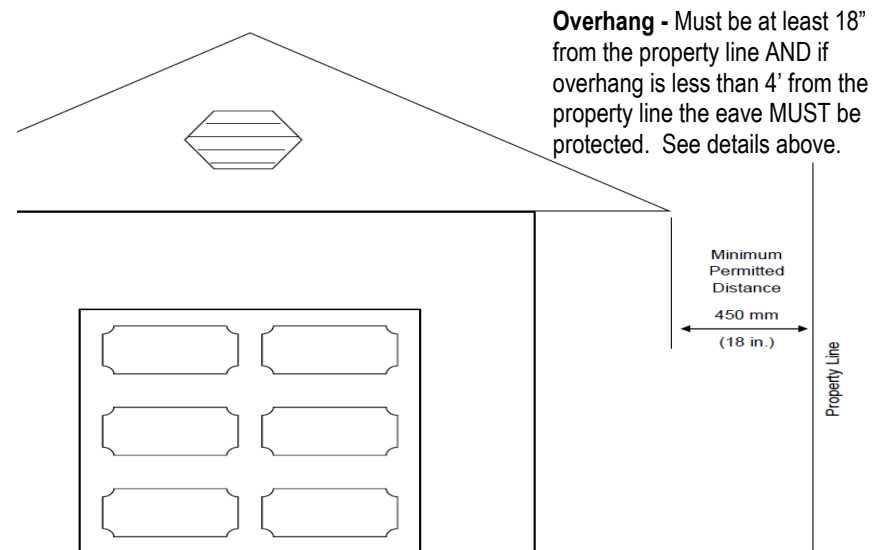 Overhang - Must be at least 18”
from the property line AND if
overhang is less than 4’ from the
property line the eave MUST be
protected.  See details above.
Minimum
Permitted
Distance
450 mm
(18 in.)
Property Line